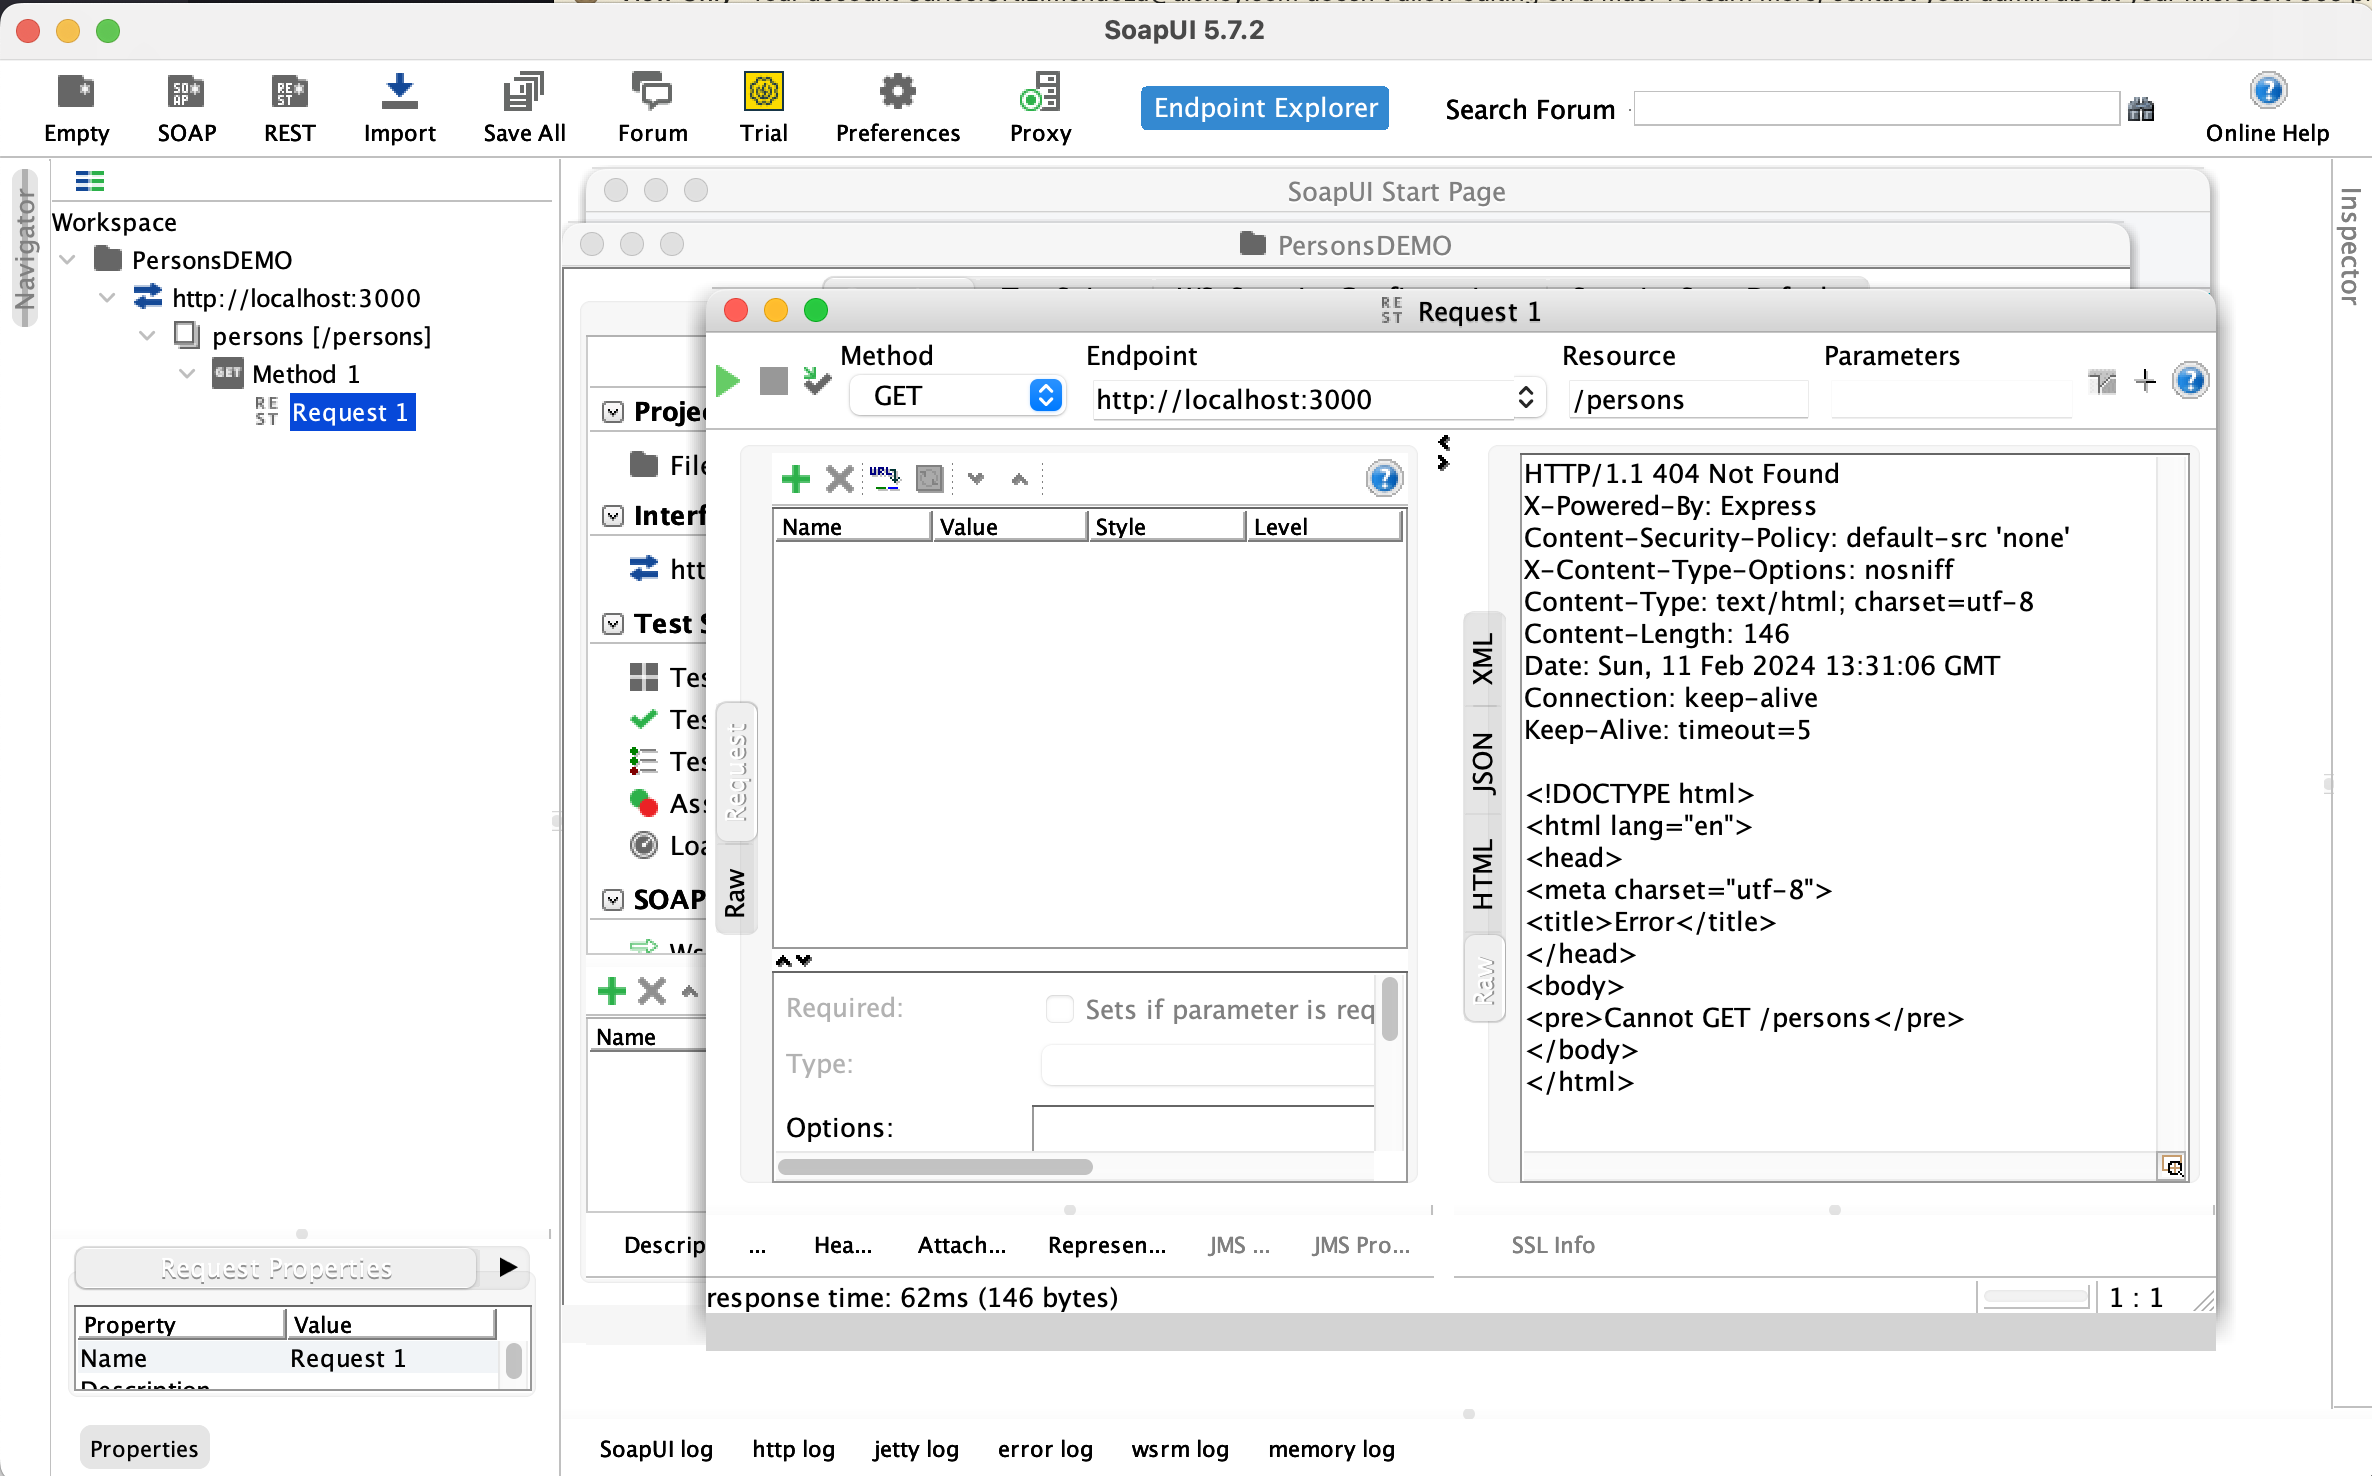 SoapUI 5.7.2
Empty
SOAP
REST
Import
Save All
Forum
Trial
Preferences
Proxy
Endpoint Explorer
Search Forum
Online Help
Navigator
Workspace
PersonsDEMO
http://localhost:3000
persons [/persons]
GET Method 1
REST Request 1
SoapUI Start Page
PersonsDEMO
Inspector
REST Request 1
Method
Endpoint
Resource
Parameters
GET
http://localhost:3000
/persons
Projec
File
Interf
htt
Test S
Tes
Tes
Tes
Ass
Loa
SOAP
Ws
Name
Descrip
Request
Raw
URL
Name
Value
Style
Level
Required:
Sets if parameter is req
Type:
Options:
...
Hea...
Attach...
Represen...
JMS ...
JMS Pro...
XML
JSON
HTML
Raw
HTTP/1.1 404 Not Found
X-Powered-By: Express
Content-Security-Policy: default-src 'none'
X-Content-Type-Options: nosniff
Content-Type: text/html; charset=utf-8
Content-Length: 146
Date: Sun, 11 Feb 2024 13:31:06 GMT
Connection: keep-alive
Keep-Alive: timeout=5
<!DOCTYPE html>
<html lang="en">
<head>
<meta charset="utf-8">
<title>Error</title>
</head>
<body>
<pre>Cannot GET /persons</pre>
</body>
</html>
SSL Info
response time: 62ms (146 bytes)
1 : 1
Request Properties
Property
Value
Name
Request 1
Description
Properties
SoapUI log
http log
jetty log
error log
wsrm log
memory log